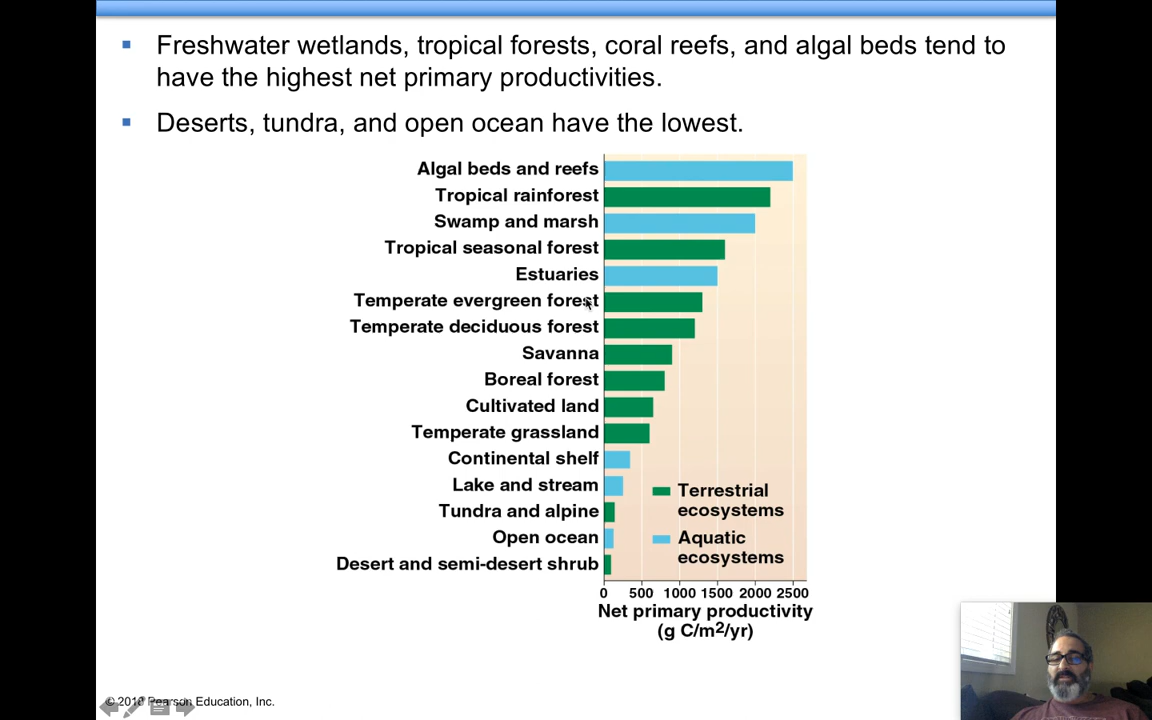 Freshwater wetlands, tropical forests, coral reefs, and algal beds tend to
have the highest net primary productivities.
Deserts, tundra, and open ocean have the lowest.
Algal beds and reefs
Tropical rainforest
Swamp and marsh
Tropical seasonal forest
Estuaries
Temperate evergreen forest
Temperate deciduous forest
Savanna
Boreal forest
Cultivated land
Temperate grassland
Continental shelf
Lake and stream
Tundra and alpine
Open ocean
Desert and semi-desert shrub
Terrestrial
ecosystems
Aquatic
ecosystems
0 500 1000 1500 2000 2500
Net primary productivity
(g C/m2/yr)
© Pearson Education, Inc.